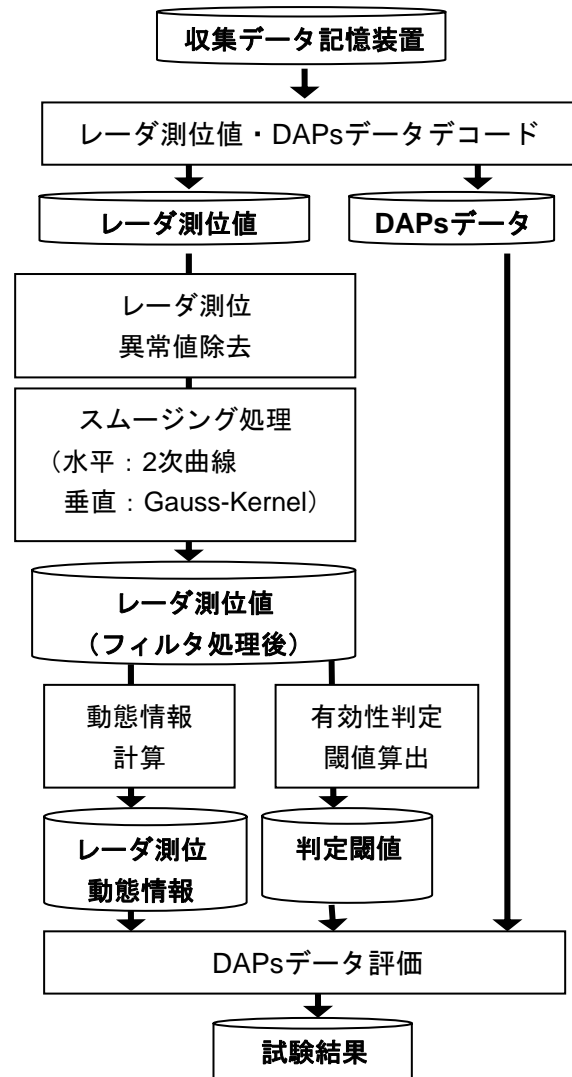 収集データ記憶装置
レーダ測位値・DAPsデータデコード
レーダ測位値
DAPsデータ
レーダ測位
異常値除去
スムージング処理
（水平：2次曲線
垂直：Gauss-Kernel）
レーダ測位値
（フィルタ処理後）
動態情報
計算
有効性判定
閾値算出
レーダ測位
動態情報
判定閾値
DAPsデータ評価
試験結果